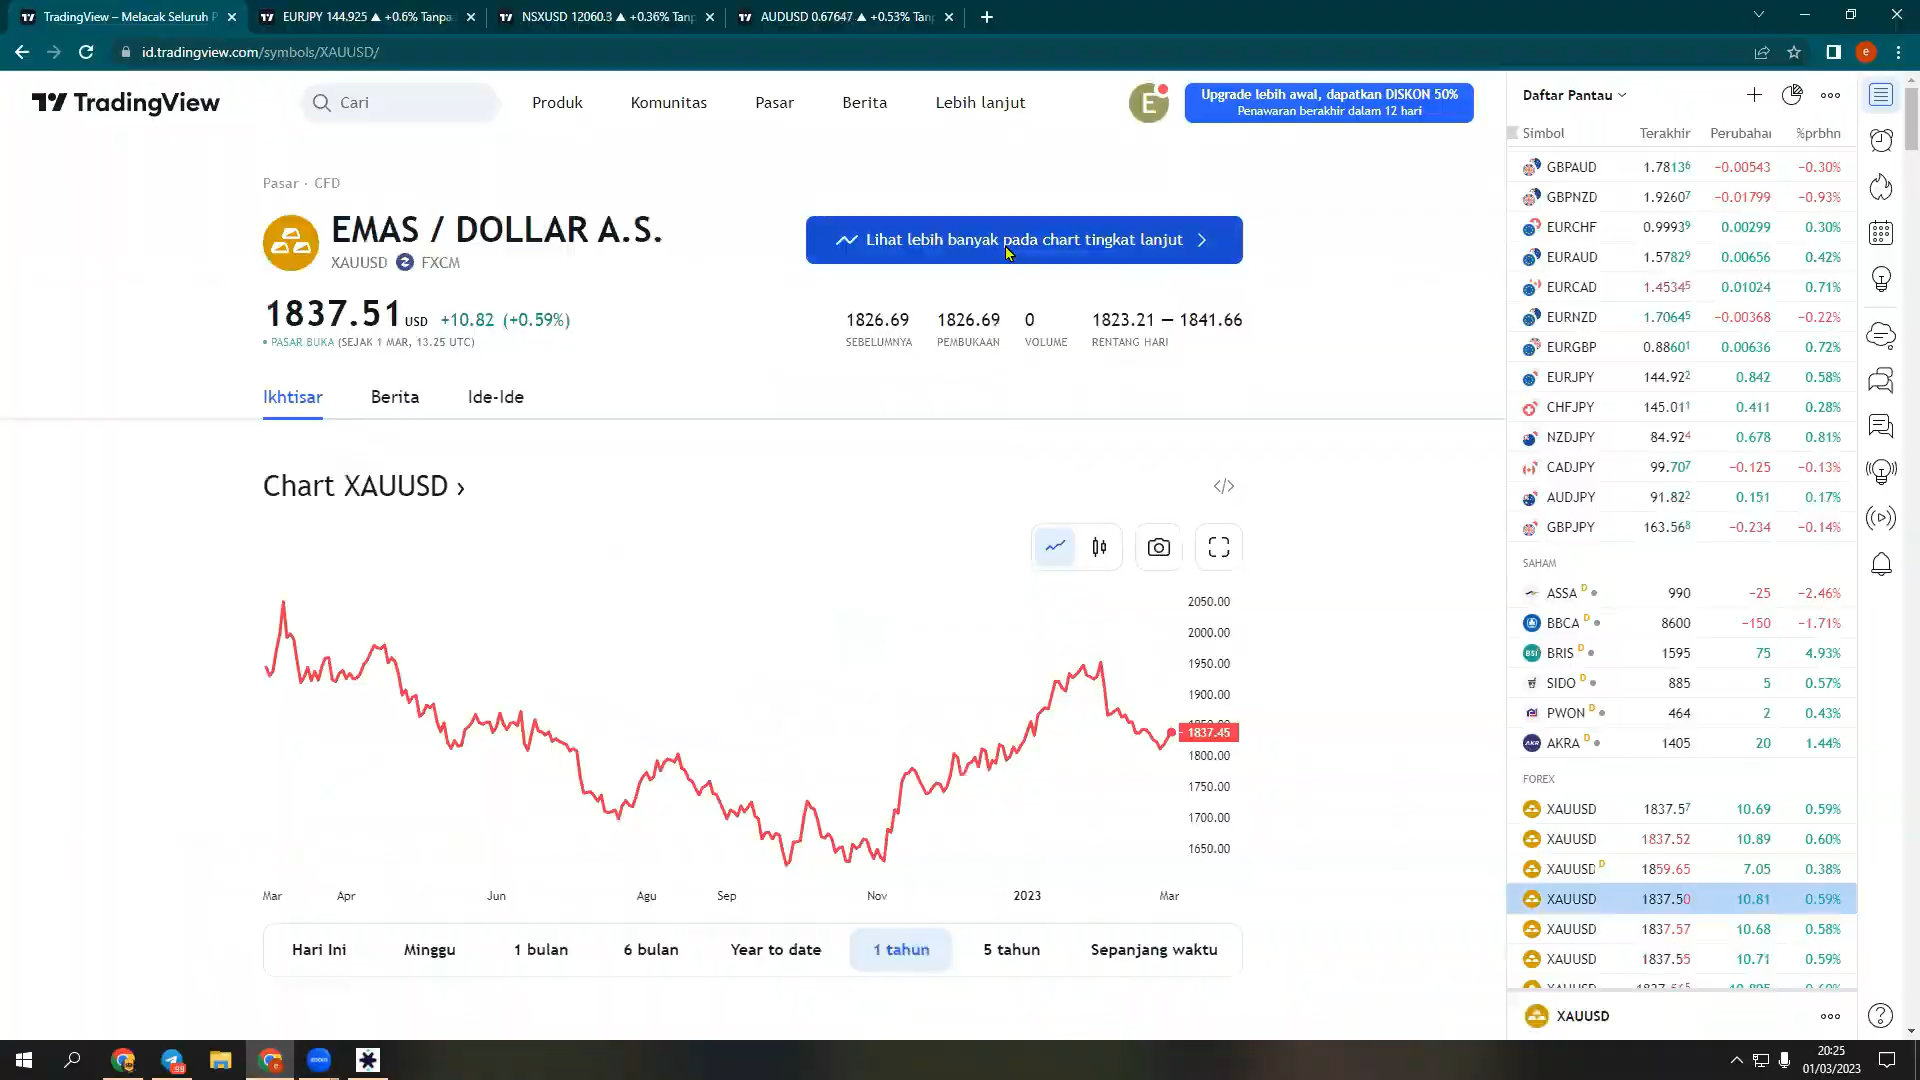 TradingView – Melacak Seluruh P
EURJPY 144.925 ▲ +0.6% Tanpa
NSXUSD 12060.3 ▲ +0.36% Tanp
AUDUSD 0.67647 ▲ +0.53% Tanp
id.tradingview.com/symbols/XAUUSD/
e
TradingView
Cari
Produk
Komunitas
Pasar
Berita
Lebih lanjut
E
Upgrade lebih awal, dapatkan DISKON 50%
Penawaran berakhir dalam 12 hari
Pasar · CFD
EMAS / DOLLAR A.S.
XAUUSD FXCM
Lihat lebih banyak pada chart tingkat lanjut
1837.51 USD +10.82 (+0.59%)
PASAR BUKA (SEJAK 1 MAR, 13.25 UTC)
1826.69 1826.69 0 1823.21 — 1841.66
SEBELUMNYA PEMBUKAAN VOLUME RENTANG HARI
Ikhtisar Berita Ide-Ide
Chart XAUUSD ›
</>
2050.00
2000.00
1950.00
1900.00
1837.45
1800.00
1750.00
1700.00
1650.00
Mar Apr Jun Agu Sep Nov 2023 Mar
Hari Ini Minggu 1 bulan 6 bulan Year to date 1 tahun 5 tahun Sepanjang waktu
Daftar Pantau
Simbol Terakhir Perubahan %prbhn
GBPAUD 1.78136 −0.00543 −0.30%
GBPNZD 1.92607 −0.01799 −0.93%
EURCHF 0.99939 0.00299 0.30%
EURAUD 1.57829 0.00656 0.42%
EURCAD 1.45345 0.01024 0.71%
EURNZD 1.70645 −0.00368 −0.22%
EURGBP 0.88601 0.00636 0.72%
EURJPY 144.922 0.842 0.58%
CHFJPY 145.011 0.411 0.28%
NZDJPY 84.924 0.678 0.81%
CADJPY 99.707 −0.125 −0.13%
AUDJPY 91.822 0.151 0.17%
GBPJPY 163.568 −0.234 −0.14%
SAHAM
ASSA D 990 −25 −2.46%
BBCA D 8600 −150 −1.71%
BRIS D 1595 75 4.93%
SIDO D 885 5 0.57%
PWON D 464 2 0.43%
AKRA D 1405 20 1.44%
FOREX
XAUUSD 1837.57 10.69 0.59%
XAUUSD 1837.52 10.89 0.60%
XAUUSD D 1859.65 7.05 0.38%
XAUUSD 1837.50 10.81 0.59%
XAUUSD 1837.57 10.68 0.58%
XAUUSD 1837.55 10.71 0.59%
XAUUSD
20:25
01/03/2023